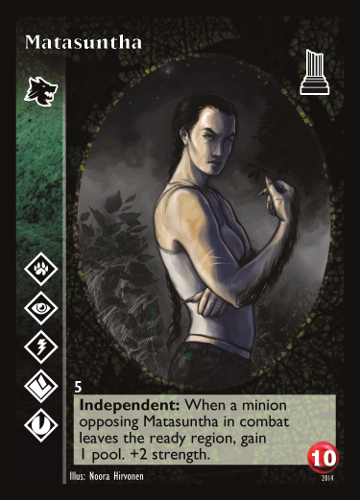 Matasuntha
5
Independent: When a minion
opposing Matasuntha in combat
leaves the ready region, gain
1 pool. +2 strength.
10
Illus: Noora Hirvonen
2014